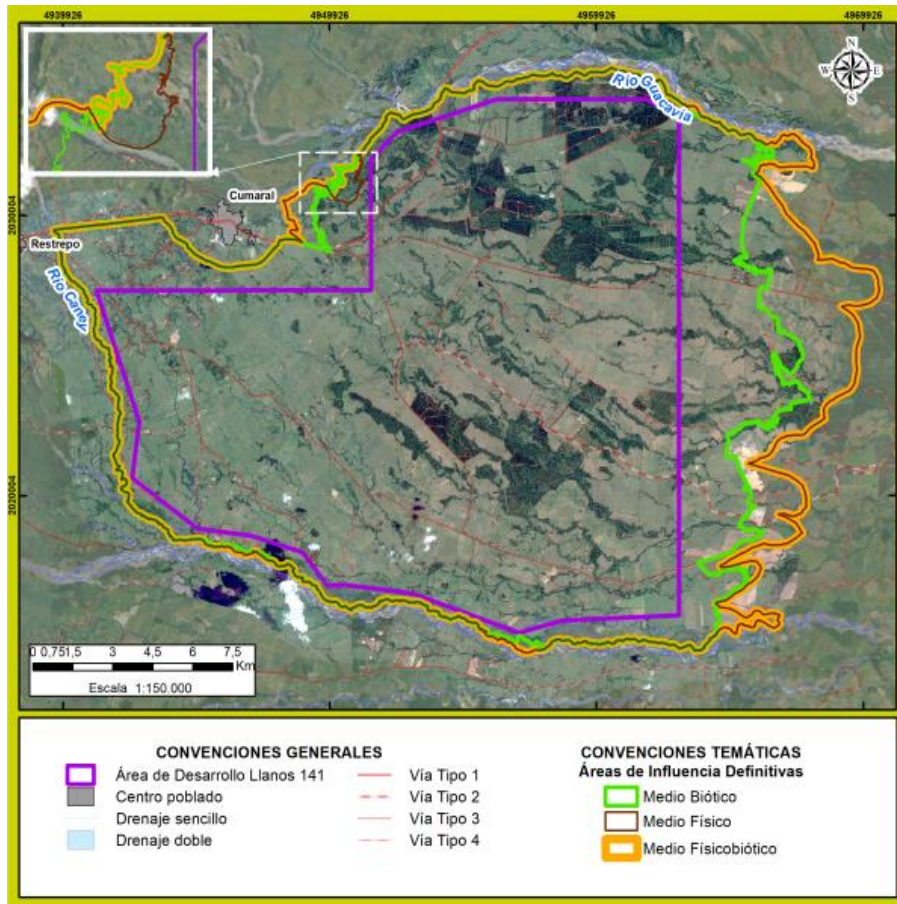 4939926
4949926
4959926
4969926
2030004
2020004
N
W
E
S
Río Guacavía
Cumaral
Restrepo
Río Caney
0 0,751,5 3 4,5 6 7,5
Km
Escala 1:150.000
CONVENCIONES GENERALES
Área de Desarrollo Llanos 141
Centro poblado
Drenaje sencillo
Drenaje doble
Vía Tipo 1
Vía Tipo 2
Vía Tipo 3
Vía Tipo 4
CONVENCIONES TEMÁTICAS
Áreas de Influencia Definitivas
Medio Biótico
Medio Físico
Medio Físicobiótico